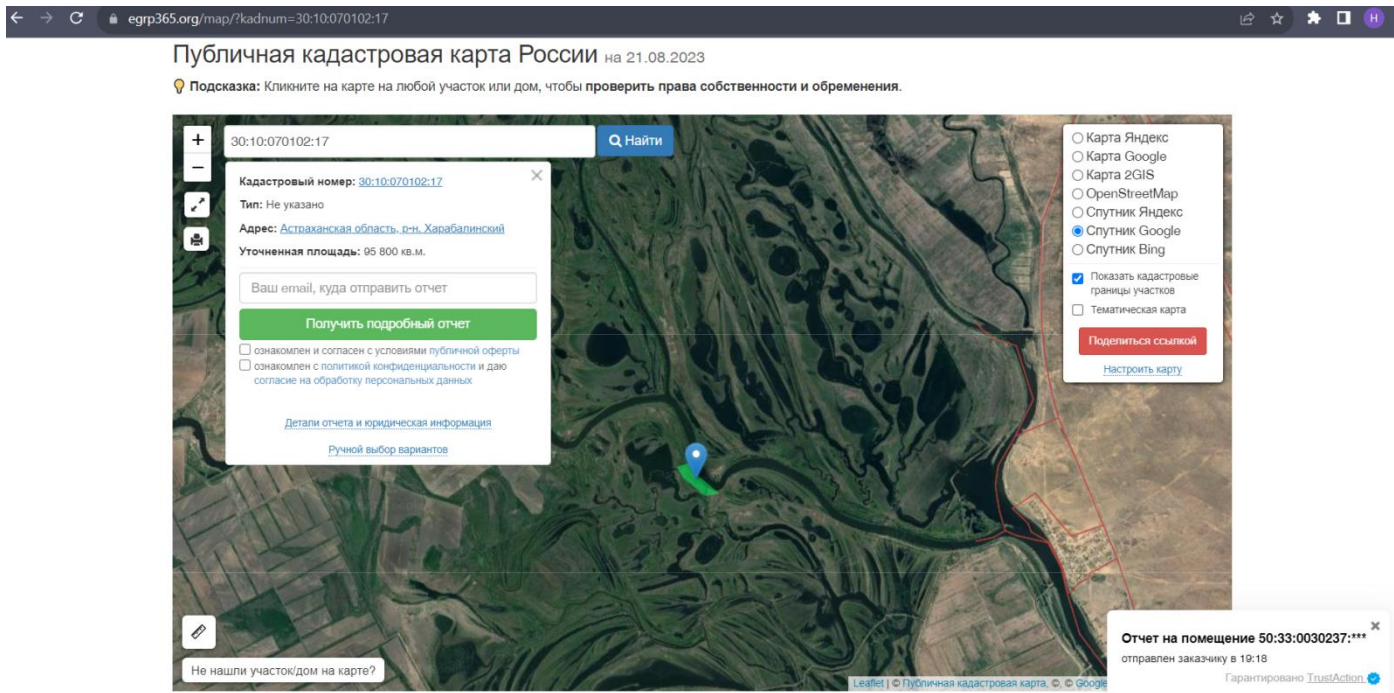 egrp365.org/map/?kadnum=30:10:070102:17
H
Публичная кадастровая карта России на 21.08.2023
Подсказка: Кликните на карте на любой участок или дом, чтобы проверить права собственности и обременения.
+
−
30:10:070102:17
Найти
Кадастровый номер: 30:10:070102:17
Тип: Не указано
Адрес: Астраханская область, р-н. Харабалинский
Уточненная площадь: 95 800 кв.м.
Ваш email, куда отправить отчет
Получить подробный отчет
ознакомлен и согласен с условиями публичной оферты
ознакомлен с политикой конфиденциальности и даю
согласие на обработку персональных данных
Детали отчета и юридическая информация
Ручной выбор вариантов
Карта Яндекс
Карта Google
Карта 2GIS
OpenStreetMap
Спутник Яндекс
Спутник Google
Спутник Bing
Показать кадастровые
границы участков
Тематическая карта
Поделиться ссылкой
Настроить карту
Не нашли участок/дом на карте?
Leaflet | © Публичная кадастровая карта, ©, © Google
Отчет на помещение 50:33:0030237:***
отправлен заказчику в 19:18
Гарантировано TrustAction